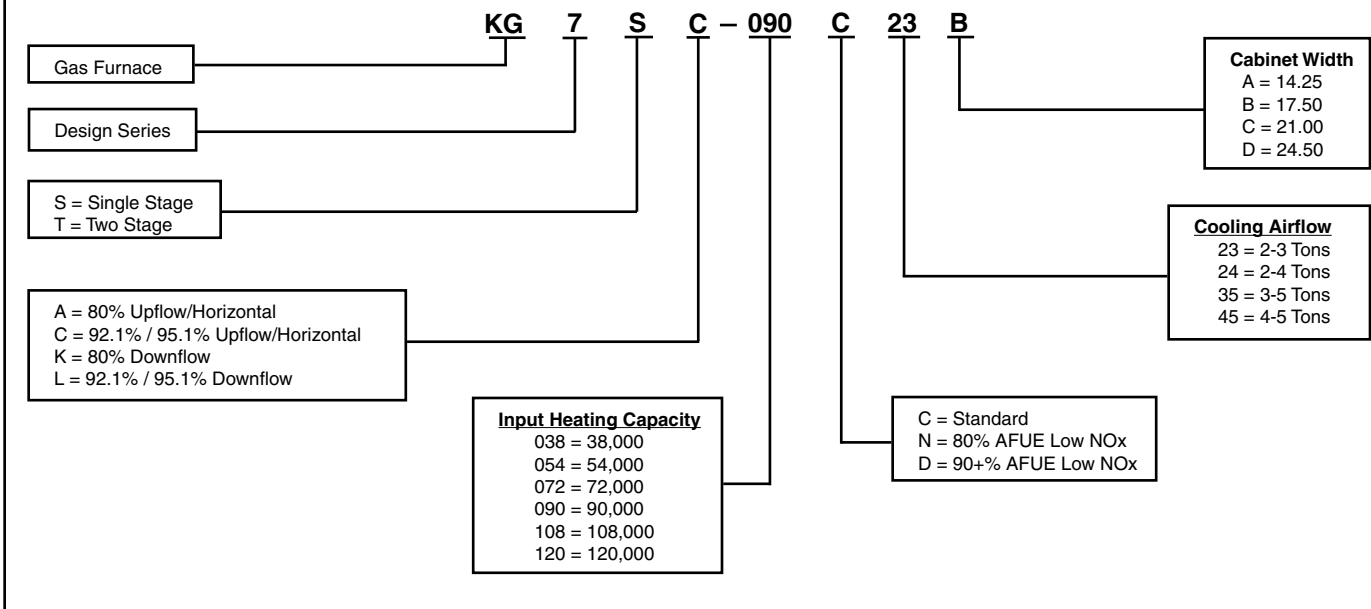 KG 7 S C – 090 C 23 B
Gas Furnace
Design Series
S = Single Stage
T = Two Stage
A = 80% Upflow/Horizontal
C = 92.1% / 95.1% Upflow/Horizontal
K = 80% Downflow
L = 92.1% / 95.1% Downflow
Input Heating Capacity
038 = 38,000
054 = 54,000
072 = 72,000
090 = 90,000
108 = 108,000
120 = 120,000
C = Standard
N = 80% AFUE Low NOx
D = 90+% AFUE Low NOx
Cooling Airflow
23 = 2-3 Tons
24 = 2-4 Tons
35 = 3-5 Tons
45 = 4-5 Tons
Cabinet Width
A = 14.25
B = 17.50
C = 21.00
D = 24.50